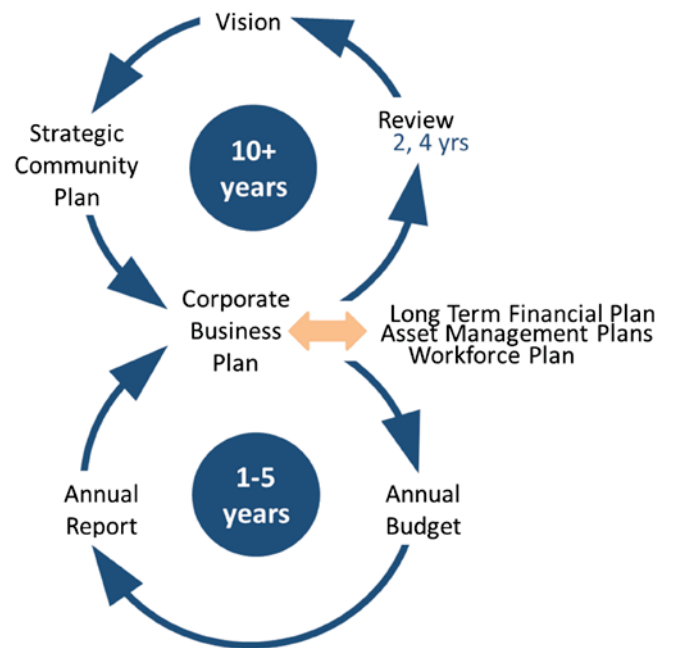 Vision
Strategic
Community
Plan
10+
years
Review
2, 4 yrs
Corporate
Business
Plan
Long Term Financial Plan
Asset Management Plans
Workforce Plan
Annual
Report
1-5
years
Annual
Budget